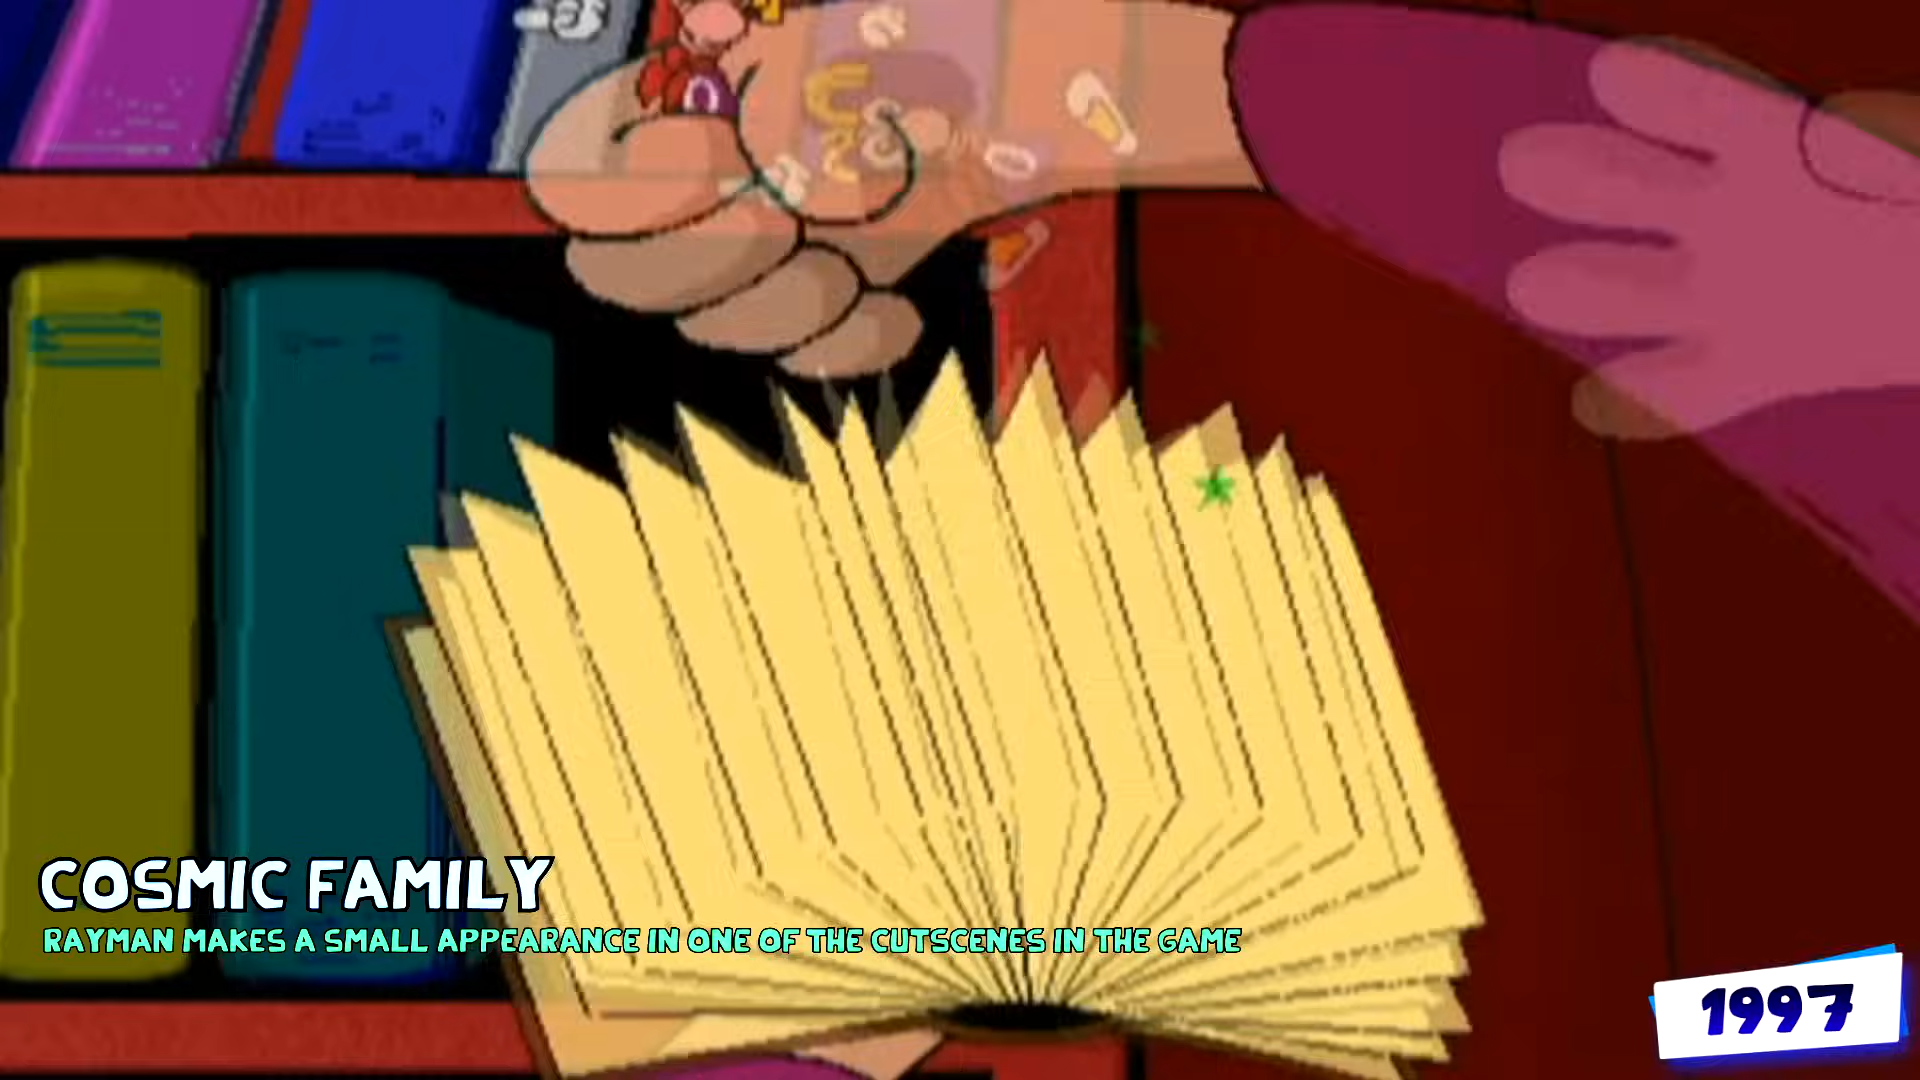 COSMIC FAMILY
RAYMAN MAKES A SMALL APPEARANCE IN ONE OF THE CUTSCENES IN THE GAME
1997